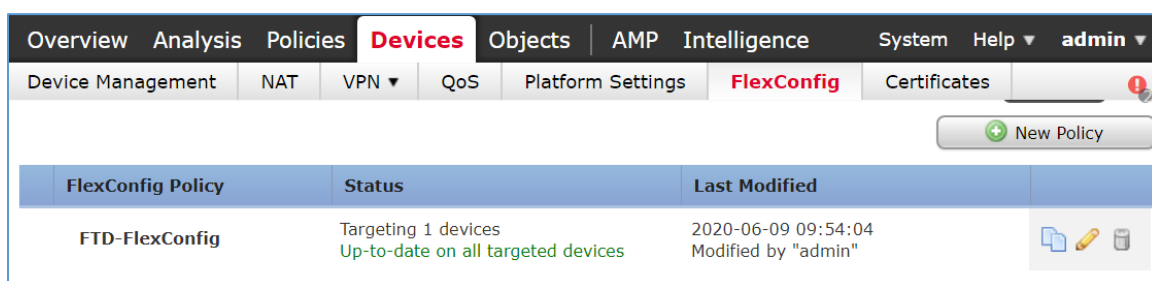 Overview Analysis Policies Devices Objects AMP Intelligence System Help admin
Device Management NAT VPN QoS Platform Settings FlexConfig Certificates
New Policy
FlexConfig Policy Status Last Modified
FTD-FlexConfig Targeting 1 devices 2020-06-09 09:54:04
Up-to-date on all targeted devices Modified by "admin"